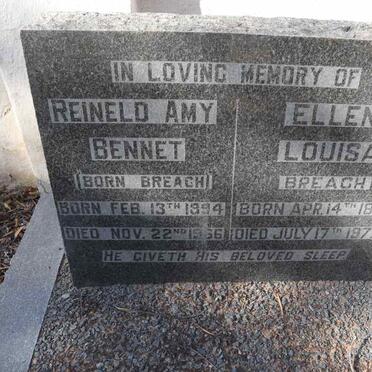 IN LOVING MEMORY OF
REINELD AMY
BENNET
(BORN BREACH)
BORN FEB. 13TH 1894
DIED NOV. 22ND
ELLEN
LOUISA
BREACH
BORN APR. 14TH
DIED JULY 17TH 197
HE GIVETH HIS BELOVED SLEEP